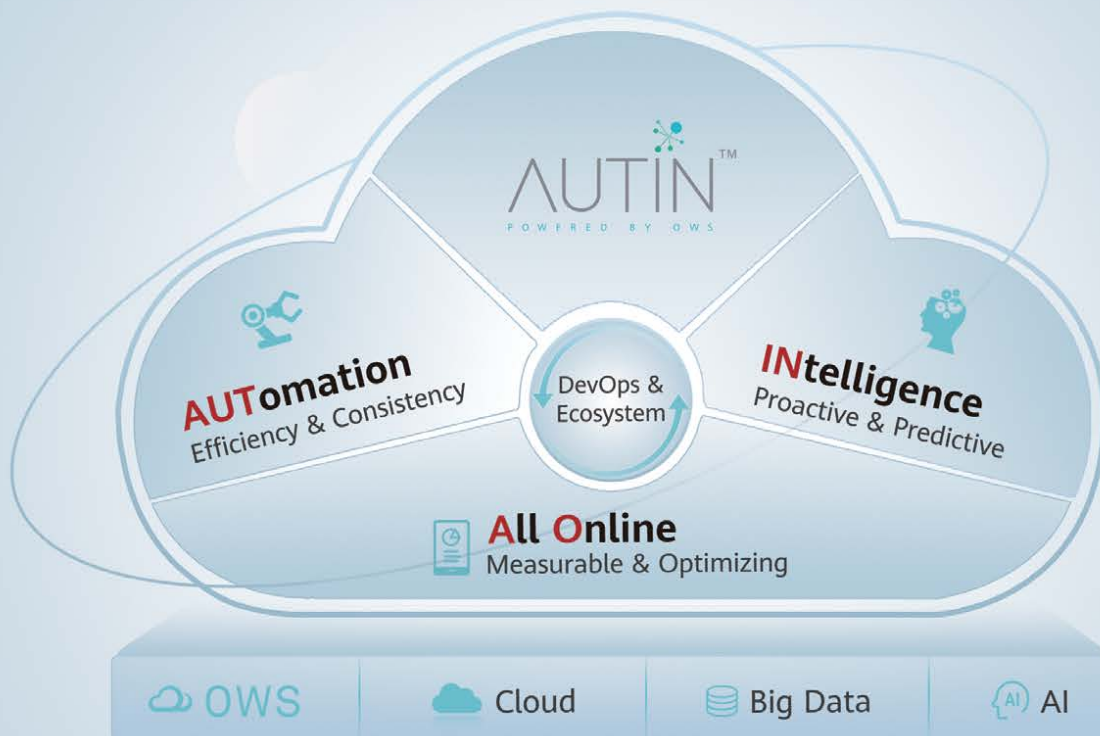 AUTIN™
POWERED BY OWS
AUTomation
Efficiency & Consistency
INtelligence
Proactive & Predictive
DevOps &
Ecosystem
All Online
Measurable & Optimizing
OWS
Cloud
Big Data
AI AI